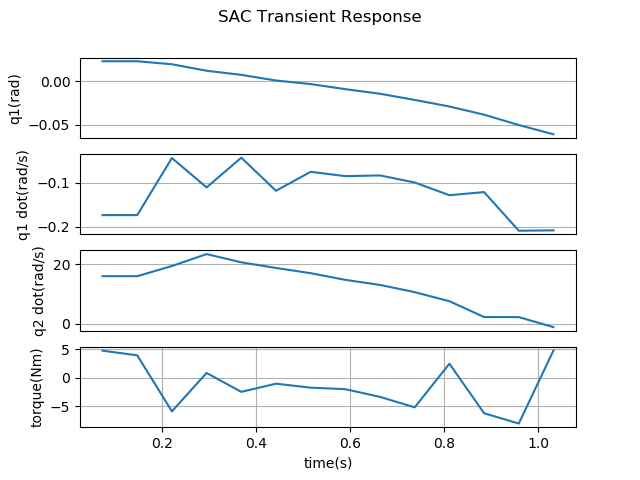 SAC Transient Response
q1(rad)
0.00
−0.05
q1 dot(rad/s)
−0.1
−0.2
q2 dot(rad/s)
20
0
torque(Nm)
5
0
−5
0.2 0.4 0.6 0.8 1.0
time(s)